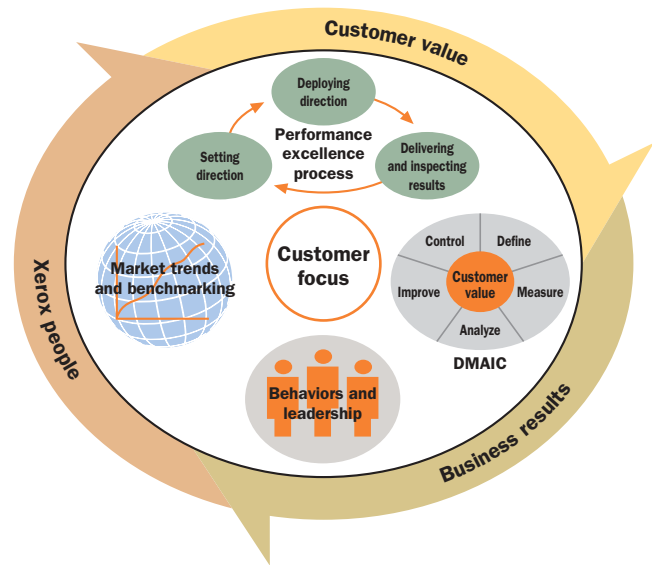 Customer value
Deploying
direction
Performance
excellence
process
Setting
direction
Delivering
and inspecting
results
Customer
focus
Market trends
and benchmarking
Control
Define
Improve
Customer
value
Measure
Analyze
DMAIC
Behaviors and
leadership
Xerox people
Business results